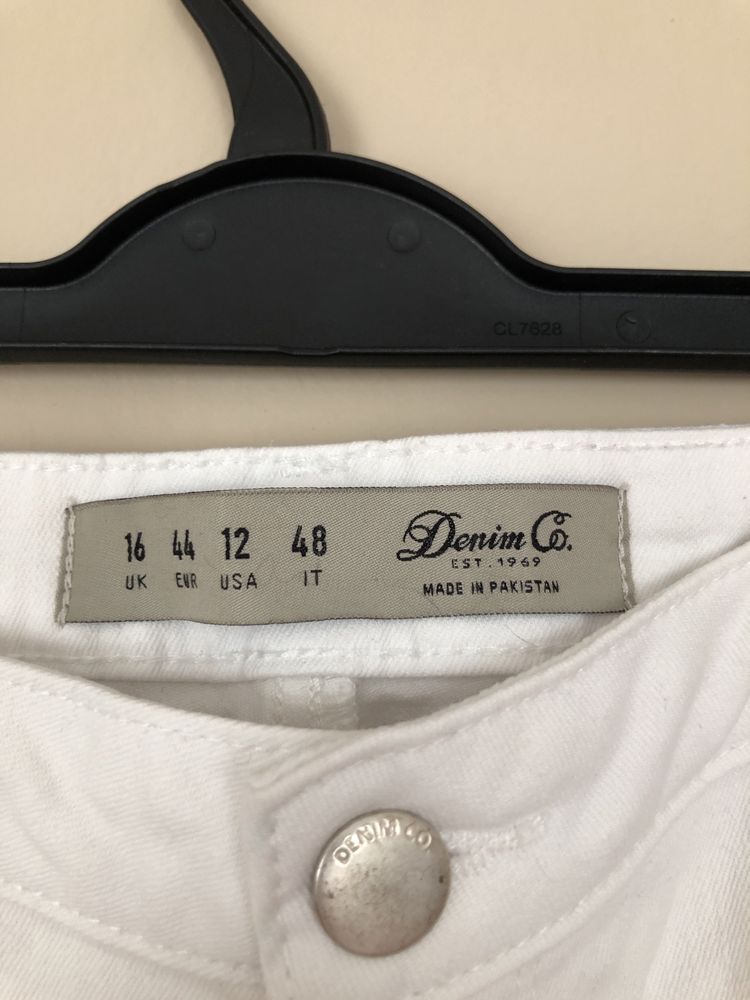 CL7628
16 44 12 48
UK EUR USA IT
Denim Co.
EST. 1969
MADE IN PAKISTAN
DENIM CO.